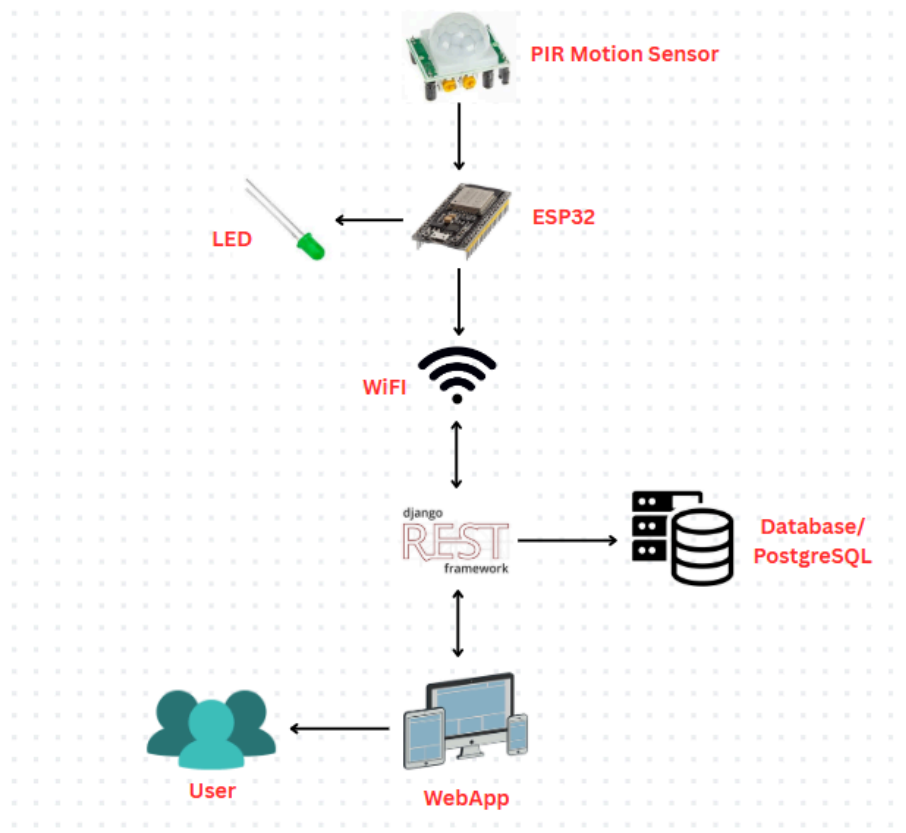 PIR Motion Sensor
ESP32
LED
WiFI
django
REST
framework
Database/
PostgreSQL
User
WebApp